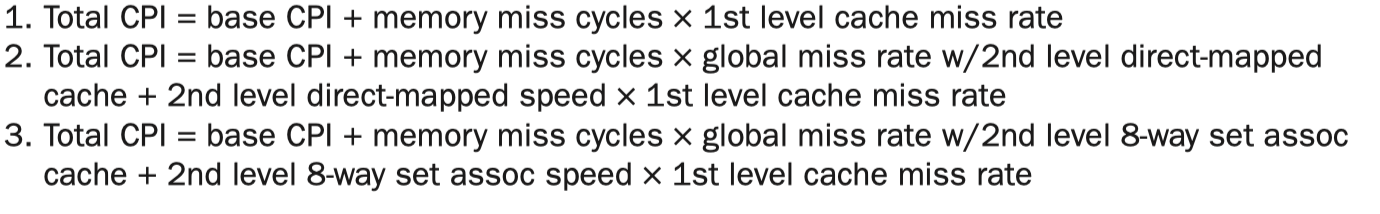 1. Total CPI = base CPI + memory miss cycles × 1st level cache miss rate
2. Total CPI = base CPI + memory miss cycles × global miss rate w/2nd level direct-mapped
cache + 2nd level direct-mapped speed × 1st level cache miss rate
3. Total CPI = base CPI + memory miss cycles × global miss rate w/2nd level 8-way set assoc
cache + 2nd level 8-way set assoc speed × 1st level cache miss rate